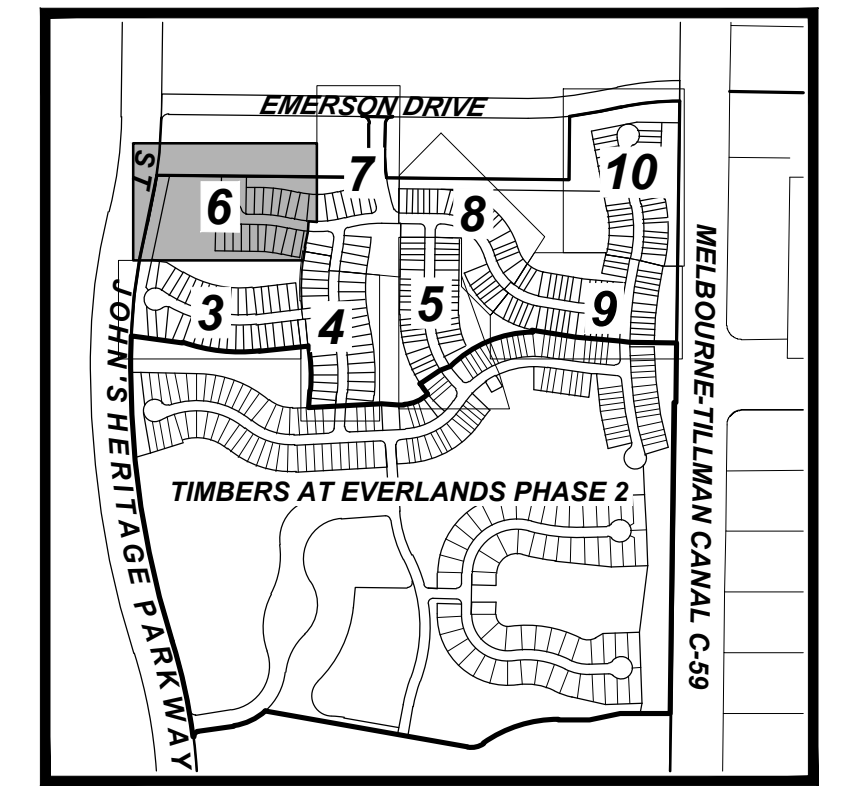 EMERSON DRIVE
ST JOHN'S HERITAGE PARKWAY
7
10
6
8
3
4
5
9
MELBOURNE-TILLMAN CANAL C-59
TIMBERS AT EVERLANDS PHASE 2